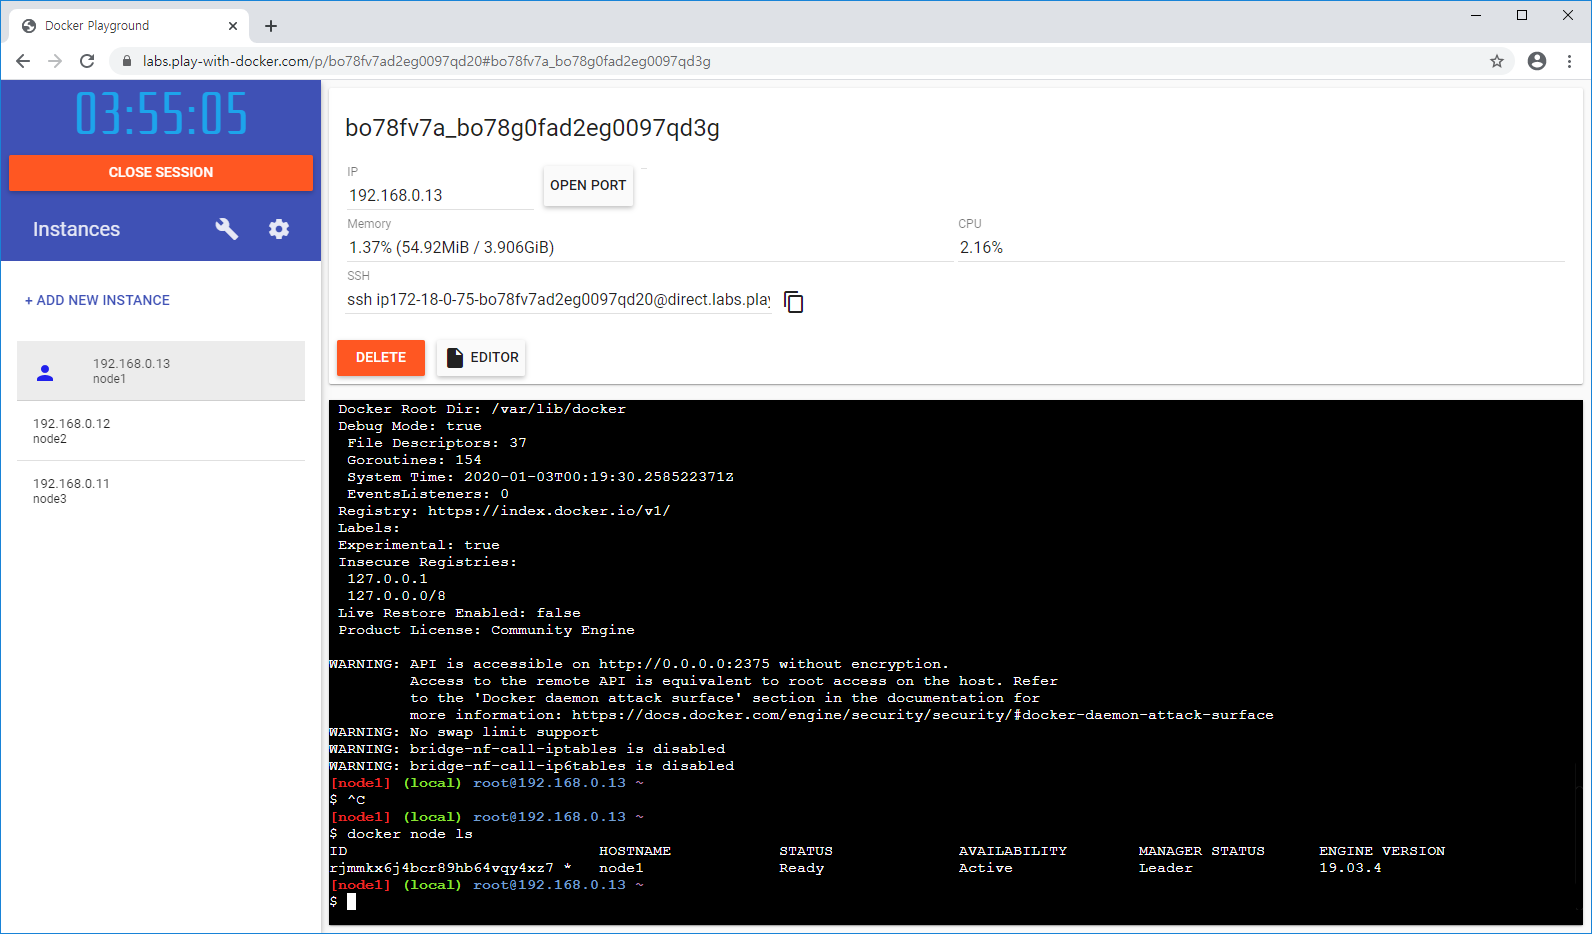 Docker Playground
labs.play-with-docker.com/p/bo78fv7ad2eg0097qd20#bo78fv7a_bo78g0fad2eg0097qd3g
03:55:05
CLOSE SESSION
Instances
+ ADD NEW INSTANCE
192.168.0.13
node1
192.168.0.12
node2
192.168.0.11
node3
bo78fv7a_bo78g0fad2eg0097qd3g
IP
192.168.0.13
OPEN PORT
Memory
1.37% (54.92MiB / 3.906GiB)
CPU
2.16%
SSH
ssh ip172-18-0-75-bo78fv7ad2eg0097qd20@direct.labs.play
DELETE
EDITOR
Docker Root Dir: /var/lib/docker
Debug Mode: true
File Descriptors: 37
Goroutines: 154
System Time: 2020-01-03T00:19:30.258522371Z
EventsListeners: 0
Registry: https://index.docker.io/v1/
Labels:
Experimental: true
Insecure Registries:
127.0.0.1
127.0.0.0/8
Live Restore Enabled: false
Product License: Community Engine
WARNING: API is accessible on http://0.0.0.0:2375 without encryption.
Access to the remote API is equivalent to root access on the host. Refer
to the 'Docker daemon attack surface' section in the documentation for
more information: https://docs.docker.com/engine/security/security/#docker-daemon-attack-surface
WARNING: No swap limit support
WARNING: bridge-nf-call-iptables is disabled
WARNING: bridge-nf-call-ip6tables is disabled
[node1] (local) root@192.168.0.13 ~
$ ^C
[node1] (local) root@192.168.0.13 ~
$ docker node ls
ID HOSTNAME STATUS AVAILABILITY MANAGER STATUS ENGINE VERSION
rjmmkx6j4bcr89hb64vqy4xz7 * node1 Ready Active Leader 19.03.4
[node1] (local) root@192.168.0.13 ~
$